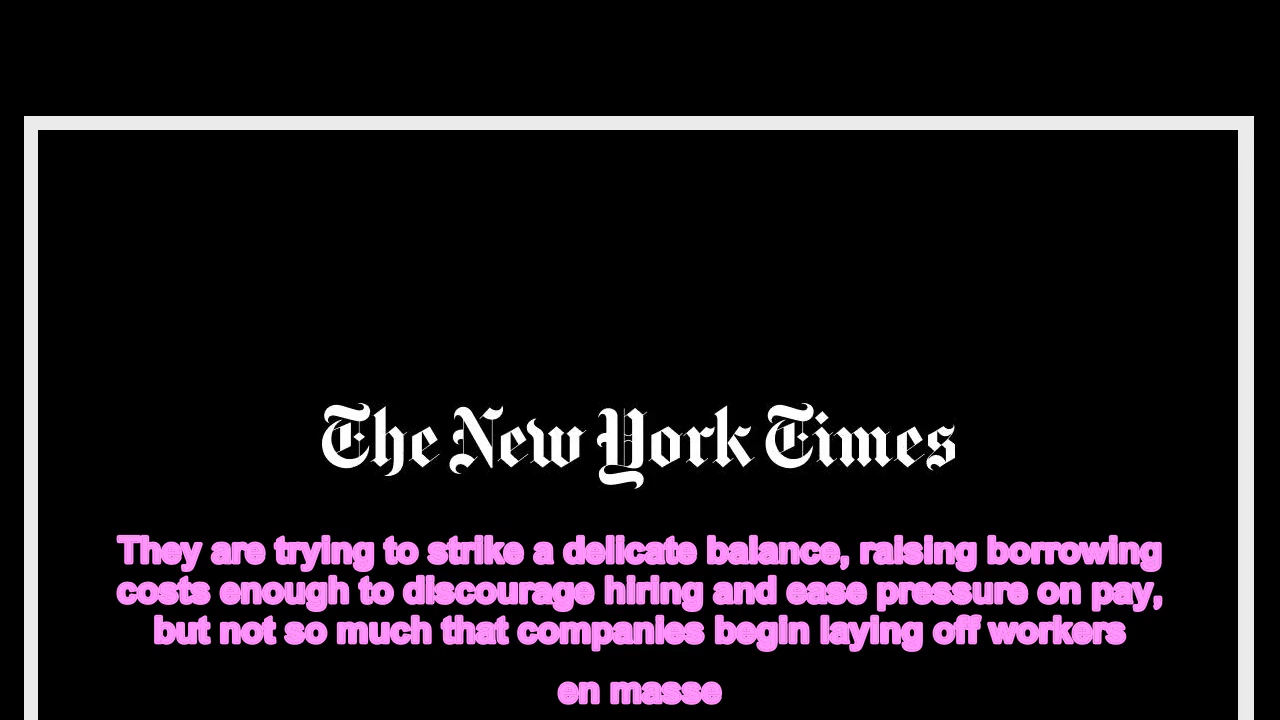 The New York Times
They are trying to strike a delicate balance, raising borrowing
costs enough to discourage hiring and ease pressure on pay,
but not so much that companies begin laying off workers
en masse